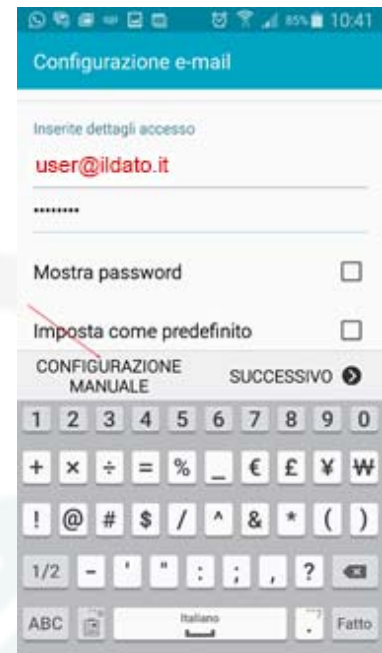 85% 10:41
Configurazione e-mail
Inserite dettagli accesso
user@ildato.it
••••••••
Mostra password
Imposta come predefinito
CONFIGURAZIONE
MANUALE
SUCCESSIVO
1 2 3 4 5 6 7 8 9 0
+ × ÷ = % _ € £ ¥ ₩
! @ # $ / ^ & * ( )
1/2 - ' " : ; , ?
ABC Italiano . Fatto